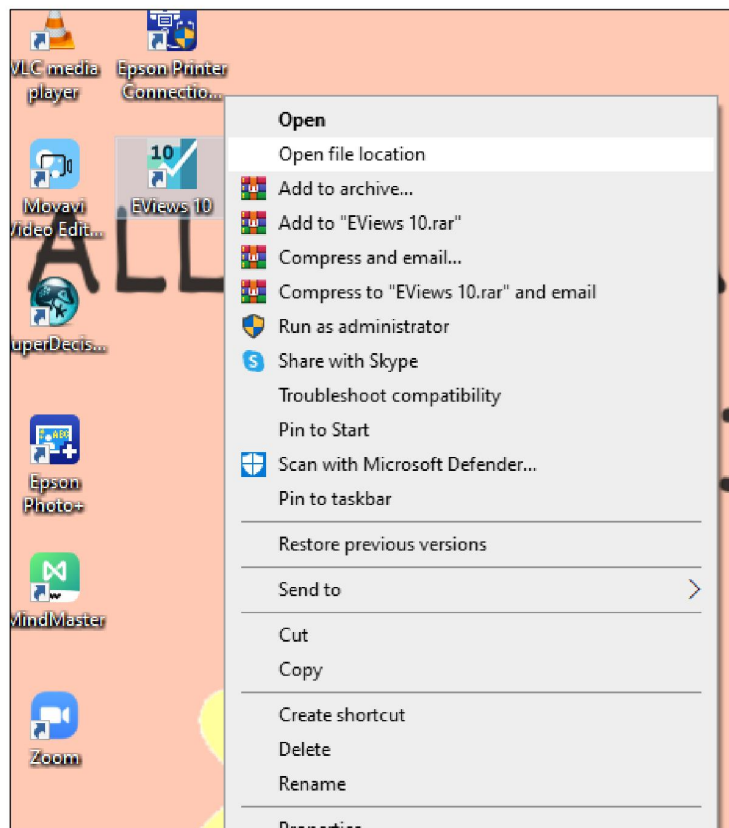 VLC media
player
Epson Printer
Connectio...
10
EViews 10
Movavi
Video Edit...
ALL
uperDecis...
Epson
Photo+
MindMaster
Zoom
Open
Open file location
Add to archive...
Add to "EViews 10.rar"
Compress and email...
Compress to "EViews 10.rar" and email
Run as administrator
Share with Skype
Troubleshoot compatibility
Pin to Start
Scan with Microsoft Defender...
Pin to taskbar
Restore previous versions
Send to
Cut
Copy
Create shortcut
Delete
Rename
Properties